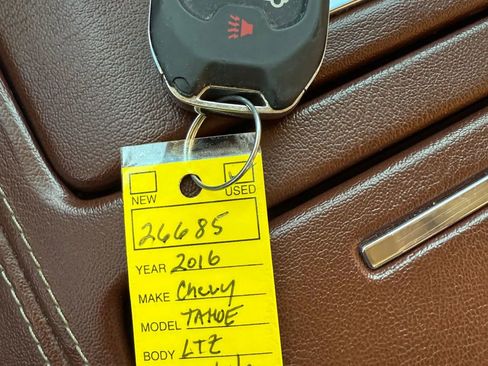 NEW USED
26685
YEAR 2016
MAKE Chevy
MODEL TAHOE
BODY LTZ